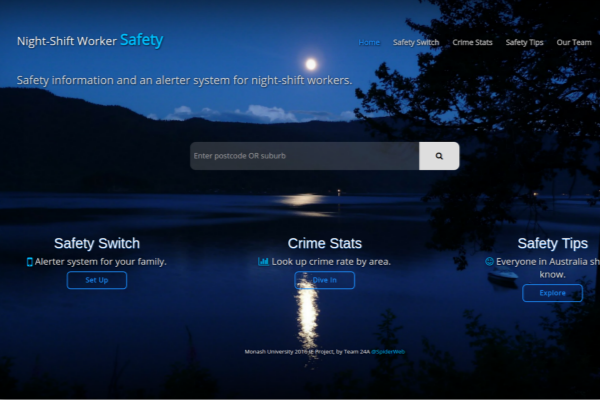 Night-Shift Worker Safety
Home Safety Switch Crime Stats Safety Tips Our Team
Safety information and an alerter system for night-shift workers.
Enter postcode OR suburb
Safety Switch
Alerter system for your family.
Set Up
Crime Stats
Look up crime rate by area.
Dive In
Safety Tips
Everyone in Australia sh
know.
Explore
Monash University 2016 IE Project, by Team 24A @SpiderWeb